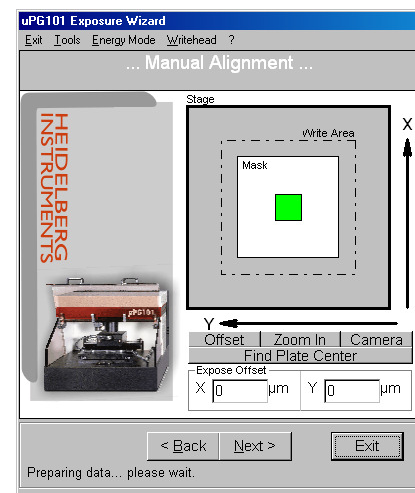 uPG101 Exposure Wizard
Exit Tools Energy Mode Writehead ?
... Manual Alignment ...
HEIDELBERG
INSTRUMENTS
µPG101
Stage
Write Area
Mask
X
Y
Offset Zoom In Camera
Find Plate Center
Expose Offset
X 0 µm Y 0 µm
< Back Next > Exit
Preparing data... please wait.